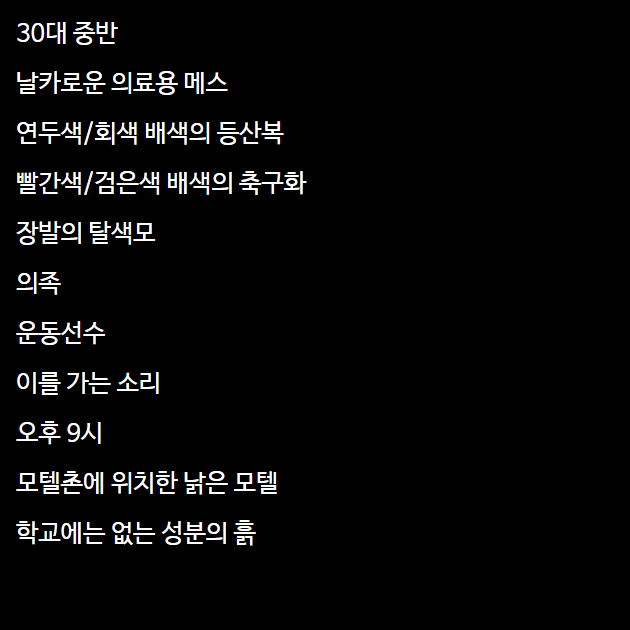 30대 중반
날카로운 의료용 메스
연두색/회색 배색의 등산복
빨간색/검은색 배색의 축구화
장발의 탈색모
의족
운동선수
이를 가는 소리
오후 9시
모텔촌에 위치한 낡은 모텔
학교에는 없는 성분의 흙